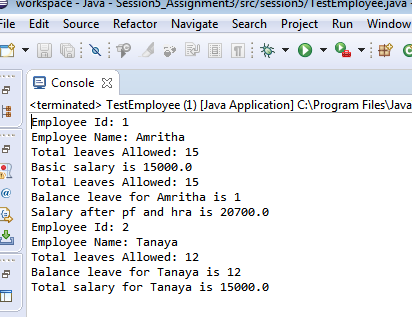 workspace - Java - Session5_Assignment3/src/session5/TestEmployee.java
Edit Source Refactor Navigate Search Project Run Window
Console
<terminated> TestEmployee (1) [Java Application] C:\Program Files\Java
Employee Id: 1
Employee Name: Amritha
Total leaves Allowed: 15
Basic salary is 15000.0
Total Leaves Allowed: 15
Balance leave for Amritha is 1
Salary after pf and hra is 20700.0
Employee Id: 2
Employee Name: Tanaya
Total leaves Allowed: 12
Balance leave for Tanaya is 12
Total salary for Tanaya is 15000.0